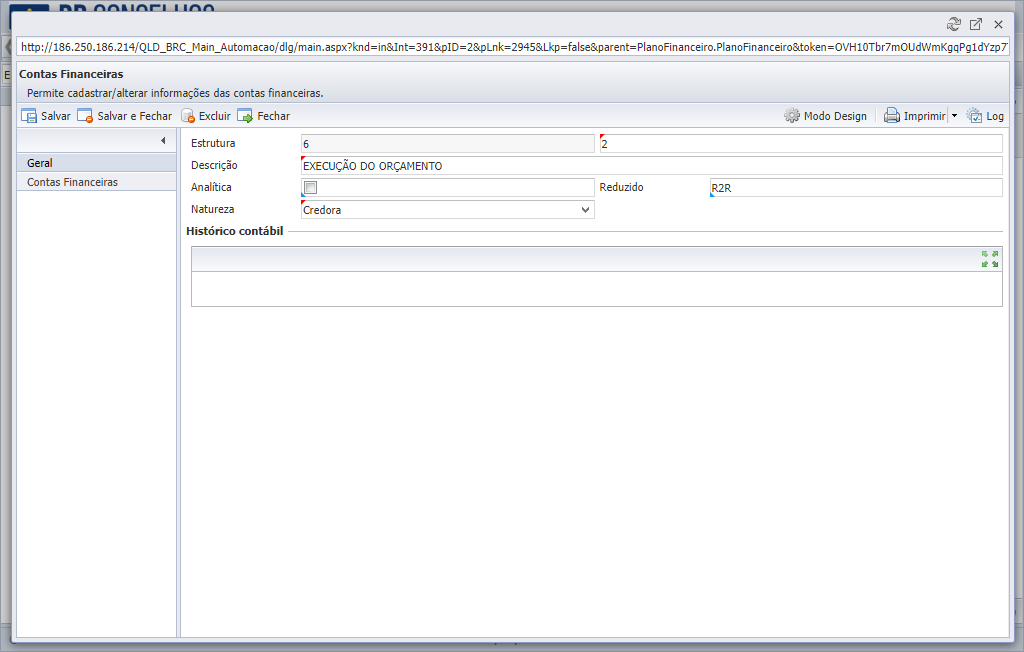 http://186.250.186.214/QLD_BRC_Main_Automacao/dlg/main.aspx?knd=in&Int=391&pID=2&pLnk=2945&Lkp=false&parent=PlanoFinanceiro.PlanoFinanceiro&token=OVH10Tbr7mOUdWmKgqPg1dYzp7
Contas Financeiras
Permite cadastrar/alterar informações das contas financeiras.
Salvar Salvar e Fechar Excluir Fechar Modo Design Imprimir Log
Geral
Contas Financeiras
Estrutura 6 2
Descrição EXECUÇÃO DO ORÇAMENTO
Analítica Reduzido R2R
Natureza Credora
Histórico contábil